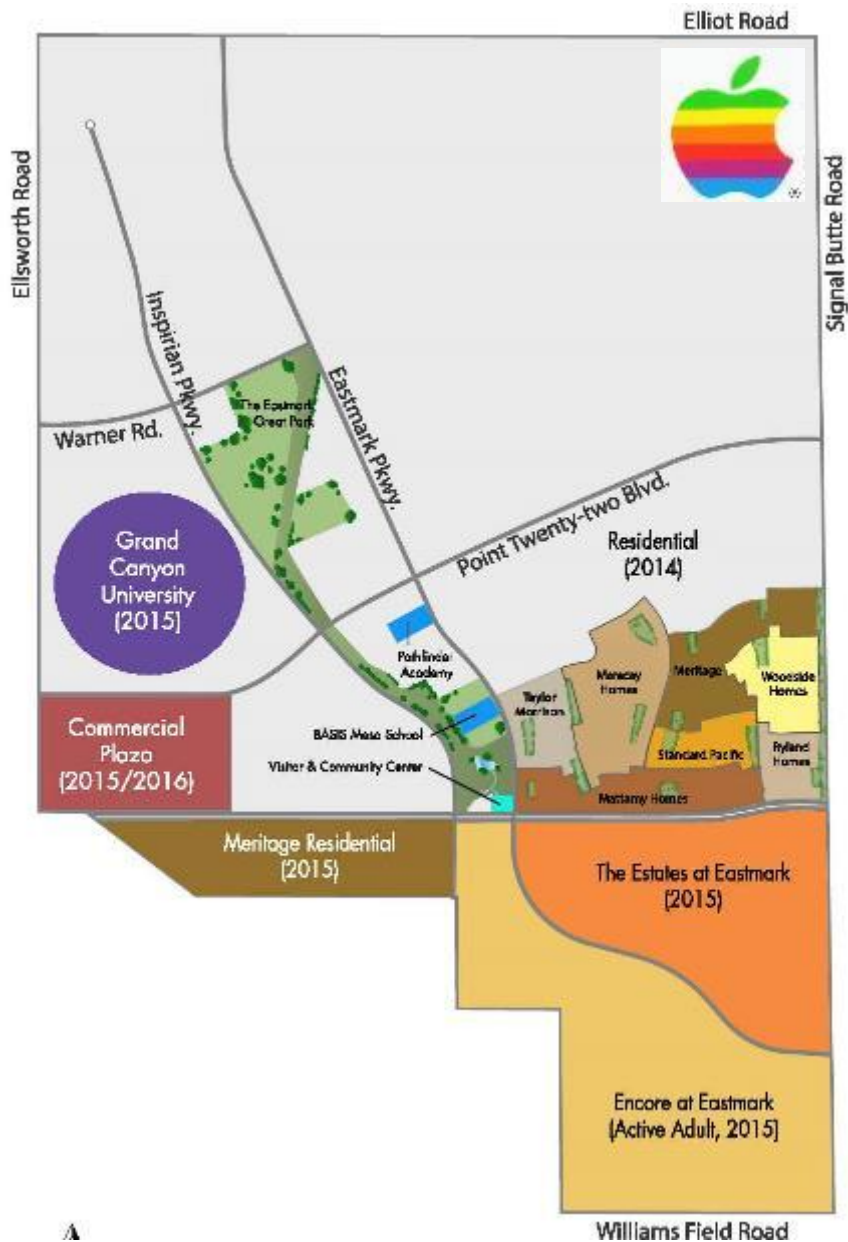 Elliot Road
Ellsworth Road
Signal Butte Road
Inspirian Pkwy.
Eastmark Pkwy.
The Eastmark
Great Park
Warner Rd.
Point Twenty-two Blvd.
Grand
Canyon
University
(2015)
Residential
(2014)
Pathfinder
Academy
Taylor
Morrison
Maracay
Homes
Meritage
Woodside
Homes
Commercial
Plaza
(2015/2016)
BASIS Mesa School
Standard Pacific
Ryland
Homes
Visitor & Community Center
Mattamy Homes
Meritage Residential
(2015)
The Estates at Eastmark
(2015)
Encore at Eastmark
(Active Adult, 2015)
Williams Field Road